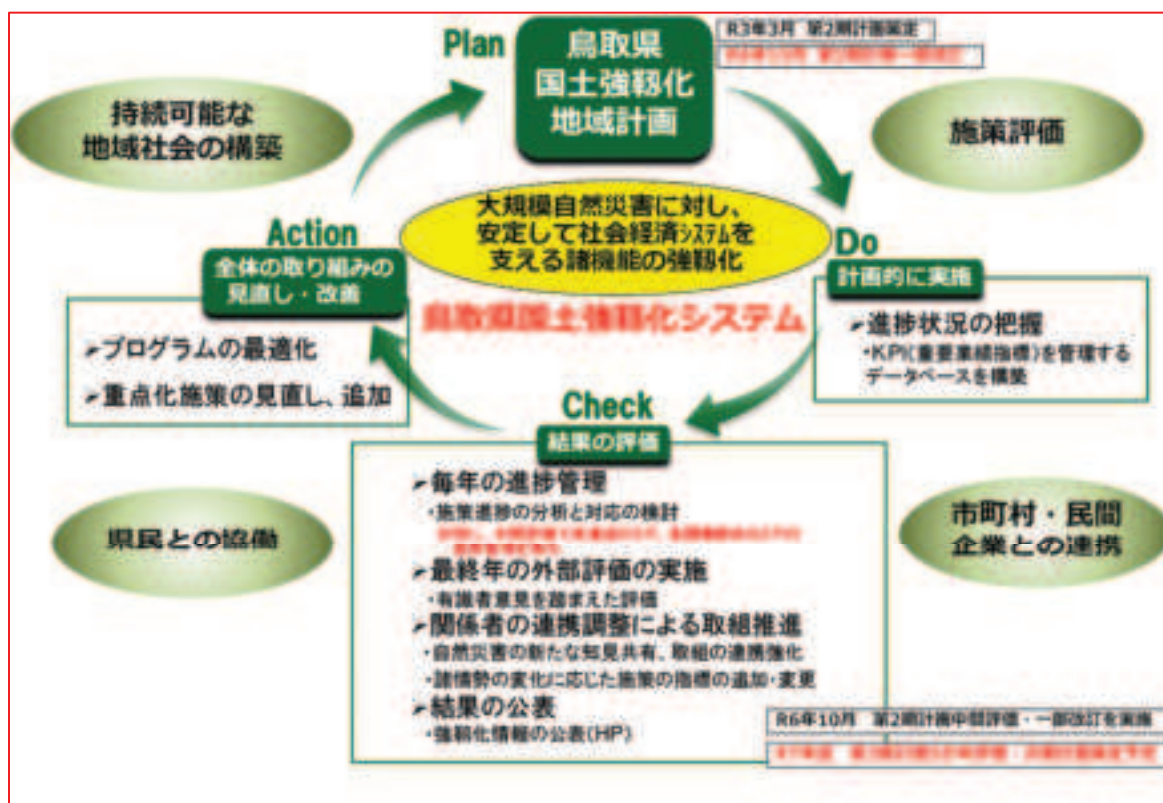 Plan
鳥取県
国土強靱化
地域計画
R3年3月 第2期計画策定
持続可能な
地域社会の構築
施策評価
大規模自然災害に対し、
安定して社会経済ｼｽﾃﾑを
支える諸機能の強靱化
鳥取県国土強靱化システム
Action
全体の取り組みの
見直し・改善
➢プログラムの最適化
➢重点化施策の見直し、追加
Do
計画的に実施
➢進捗状況の把握
・KPI(重要業績指標)を管理する
データベースを構築
Check
結果の評価
➢毎年の進捗管理
・施策進捗の分析と対応の検討
➢最終年の外部評価の実施
・有識者意見を踏まえた評価
➢関係者の連携調整による取組推進
・自然災害の新たな知見共有、取組の連携強化
・諸情勢の変化に応じた施策の指標の追加・変更
➢結果の公表
・強靱化情報の公表(HP)
県民との協働
市町村・民間
企業との連携
R6年10月 第2期計画中間評価・一部改訂を実施